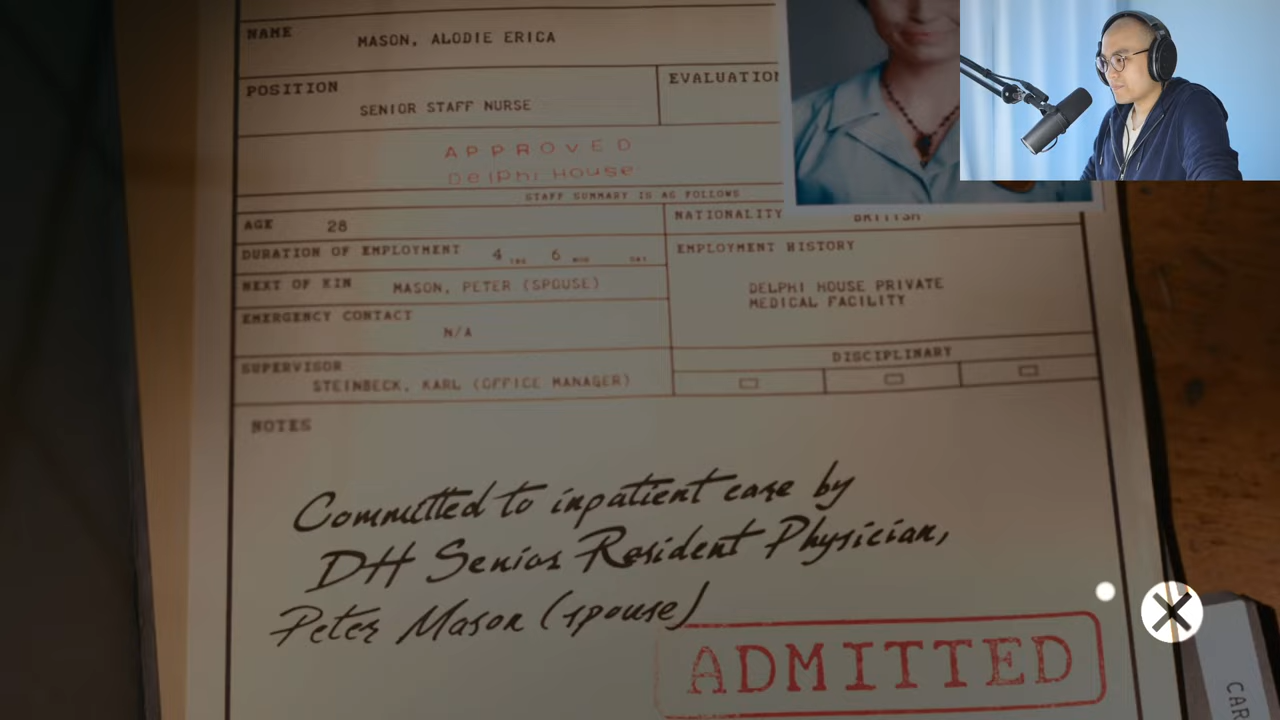 NAME
MASON, ALODIE ERICA
POSITION
SENIOR STAFF NURSE
EVALUATION
APPROVED
Delphi House
STAFF SUMMARY IS AS FOLLOWS
AGE 28
NATIONALITY BRITISH
DURATION OF EMPLOYMENT 4 YRS 6
EMPLOYMENT HISTORY
NEXT OF KIN MASON, PETER (SPOUSE)
DELPHI HOUSE PRIVATE
MEDICAL FACILITY
EMERGENCY CONTACT
N/A
DISCIPLINARY
SUPERVISOR
STEINBECK, KARL (OFFICE MANAGER)
NOTES
Committed to inpatient care by
DH Senior Resident Physician,
Peter Mason (spouse)
ADMITTED
CAR